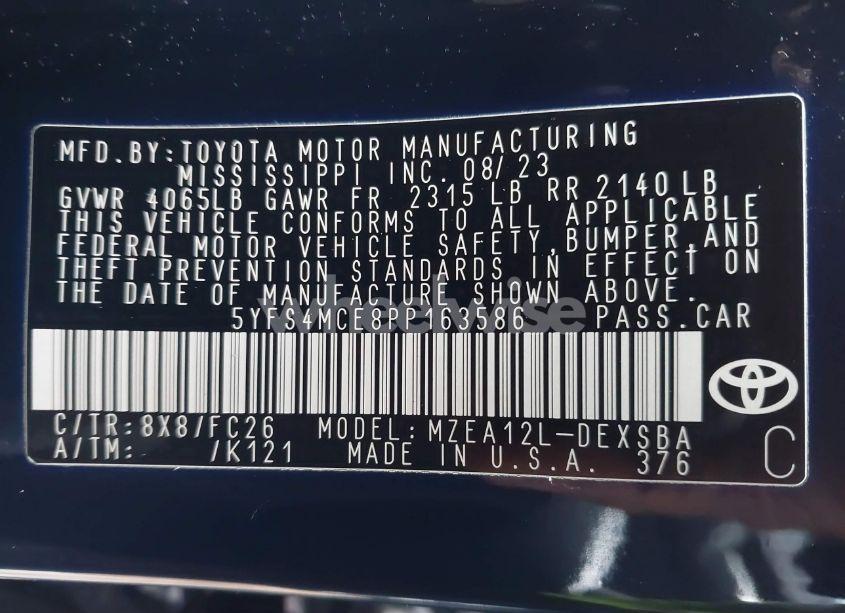 MFD.BY:TOYOTA MOTOR MANUFACTURING
MISSISSIPPI INC. 08/23
GVWR 4065LB GAWR FR 2315 LB RR 2140 LB
THIS VEHICLE CONFORMS TO ALL APPLICABLE
FEDERAL MOTOR VEHICLE SAFETY,BUMPER,AND
THEFT PREVENTION STANDARDS IN EFFECT ON
THE DATE OF MANUFACTURE SHOWN ABOVE.
wheelwise
5YFS4MCE8PP163586 PASS.CAR
C/TR:8X8/FC26 MODEL:MZEA12L-DEXSBA
A/TM: /K121 MADE IN U.S.A. 376 C